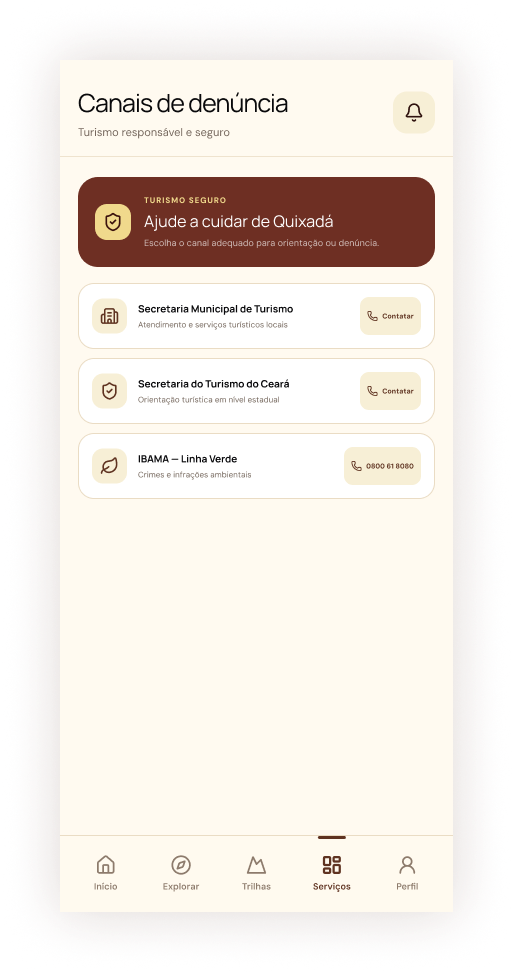 Canais de denúncia
Turismo responsável e seguro
TURISMO SEGURO
Ajude a cuidar de Quixadá
Escolha o canal adequado para orientação ou denúncia.
Secretaria Municipal de Turismo
Atendimento e serviços turísticos locais
Contatar
Secretaria do Turismo do Ceará
Orientação turística em nível estadual
Contatar
IBAMA — Linha Verde
Crimes e infrações ambientais
0800 61 8080
Início
Explorar
Trilhas
Serviços
Perfil